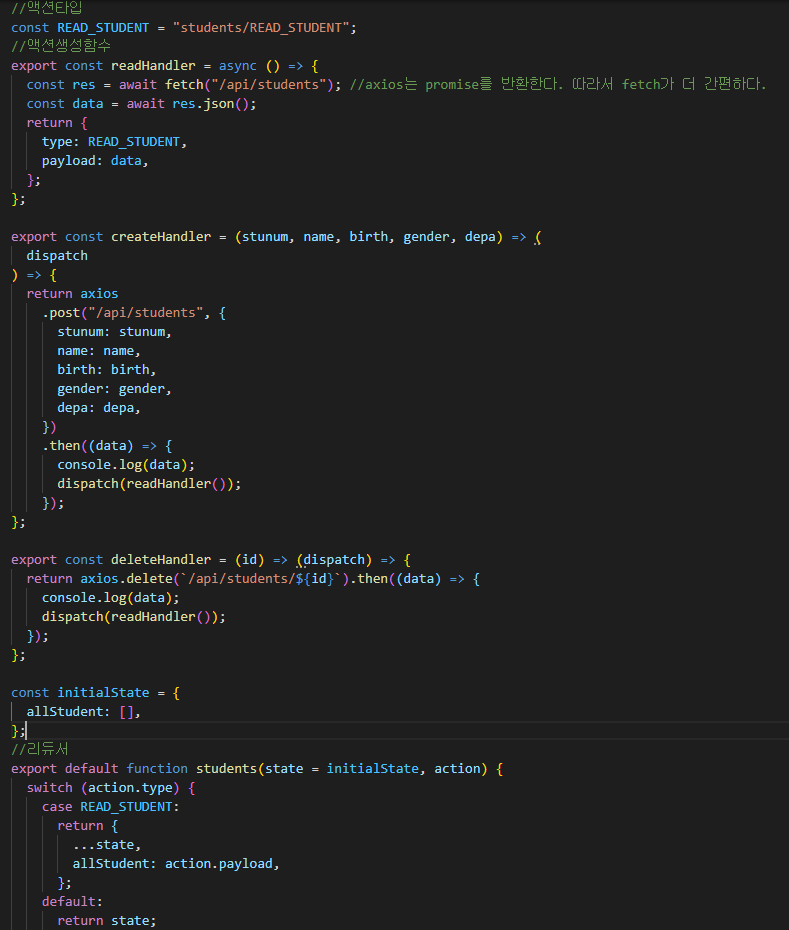 //액션타입
const READ_STUDENT = "students/READ_STUDENT";
//액션생성함수
export const readHandler = async () => {
  const res = await fetch("/api/students"); //axios는 promise를 반환한다. 따라서 fetch가 더 간편하다.
  const data = await res.json();
  return {
    type: READ_STUDENT,
    payload: data,
  };
};

export const createHandler = (stunum, name, birth, gender, depa) => (
  dispatch
) => {
  return axios
    .post("/api/students", {
      stunum: stunum,
      name: name,
      birth: birth,
      gender: gender,
      depa: depa,
    })
    .then((data) => {
      console.log(data);
      dispatch(readHandler());
    });
};

export const deleteHandler = (id) => (dispatch) => {
  return axios.delete(`/api/students/${id}`).then((data) => {
    console.log(data);
    dispatch(readHandler());
  });
};

const initialState = {
  allStudent: [],
};
//리듀서
export default function students(state = initialState, action) {
  switch (action.type) {
    case READ_STUDENT:
      return {
        ...state,
        allStudent: action.payload,
      };
    default:
      return state;